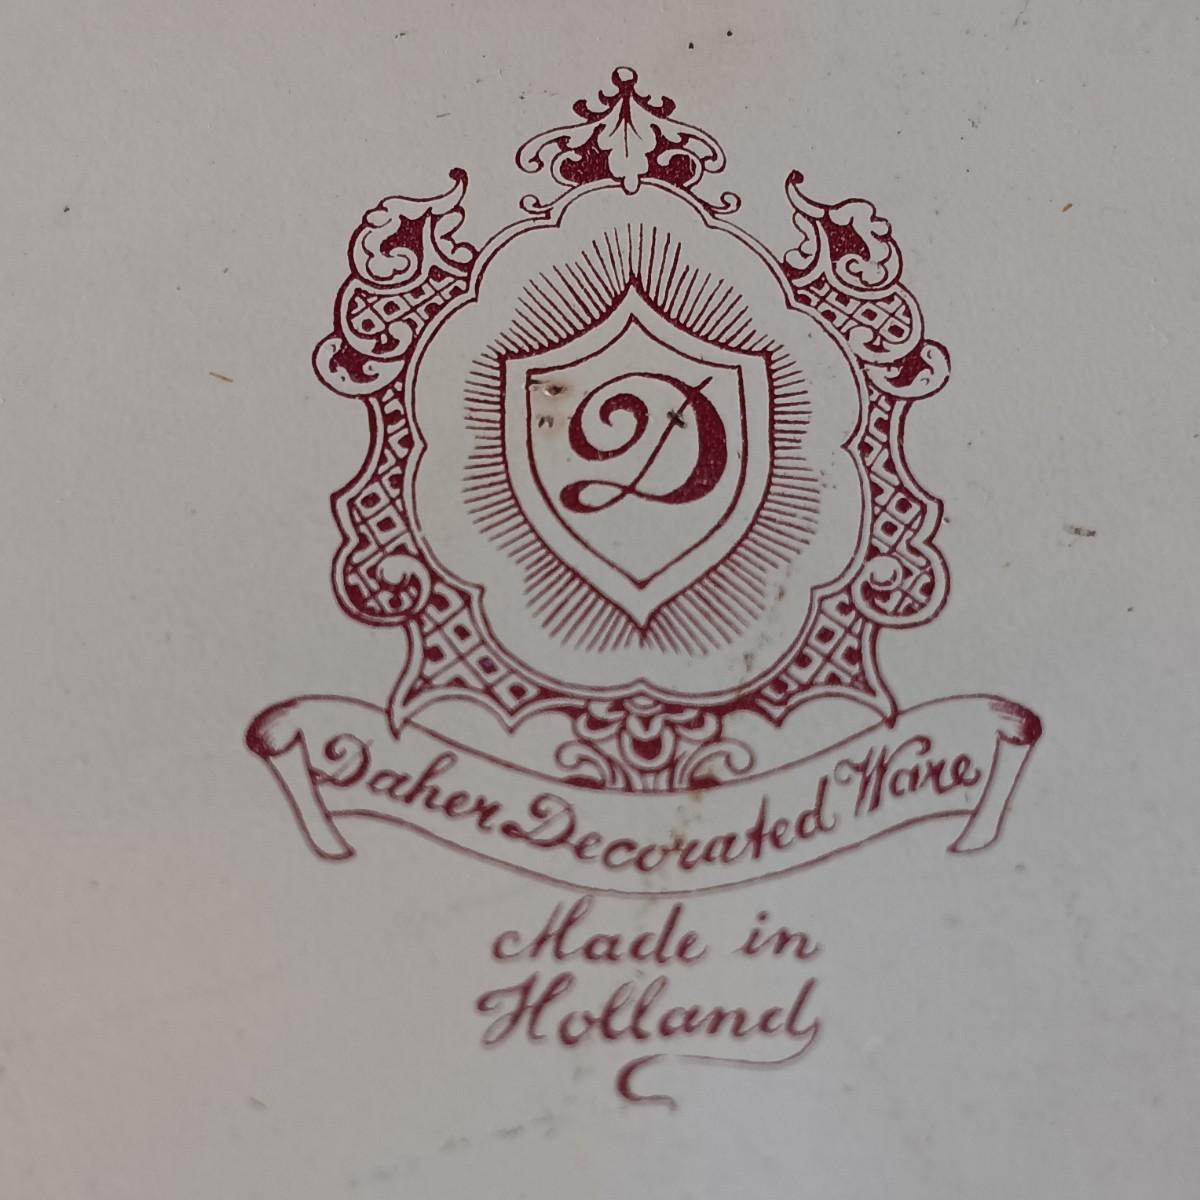 D
Daher Decorated Ware
Made in
Holland